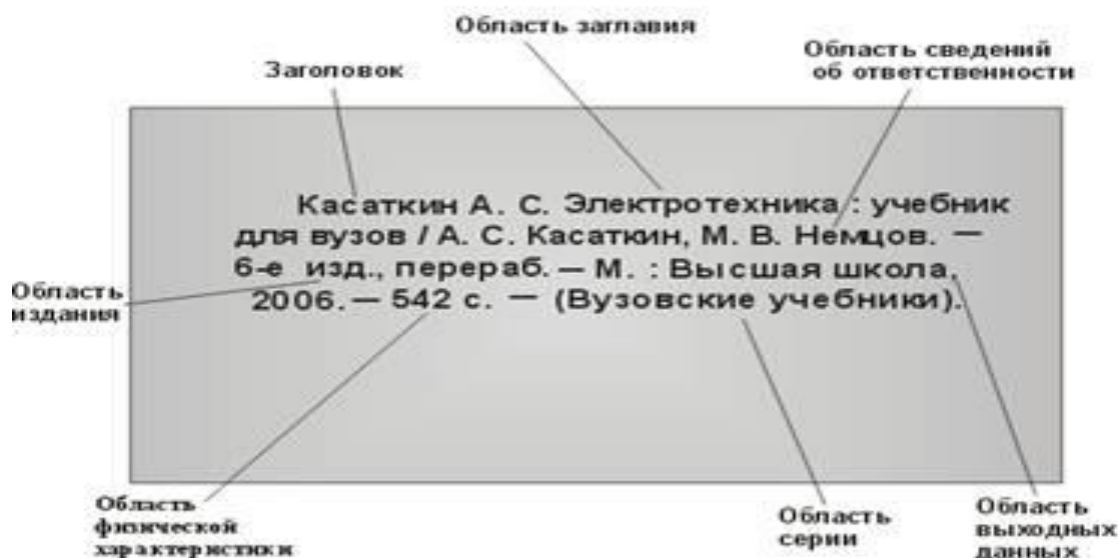 Область заглавия
Заголовок
Область сведений
об ответственности
Касаткин А. С. Электротехника : учебник
для вузов / А. С. Касаткин, М. В. Немцов. —
6-е изд., перераб. — М. : Высшая школа,
2006. — 542 с. — (Вузовские учебники).
Область
издания
Область
физической
характеристики
Область
серии
Область
выходных
данных